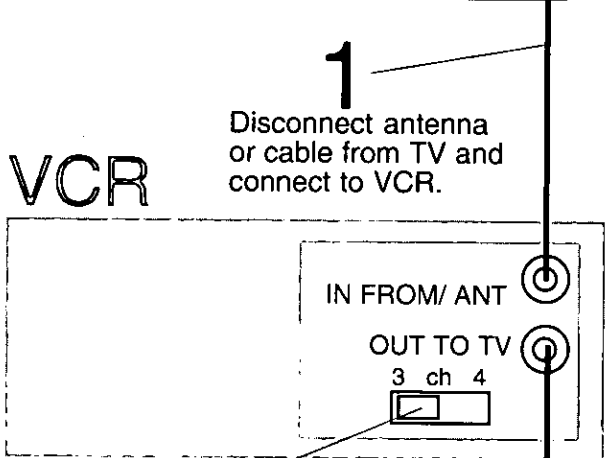 1
Disconnect antenna
or cable from TV and
connect to VCR.
VCR
IN FROM/ ANT
OUT TO TV
3 ch 4